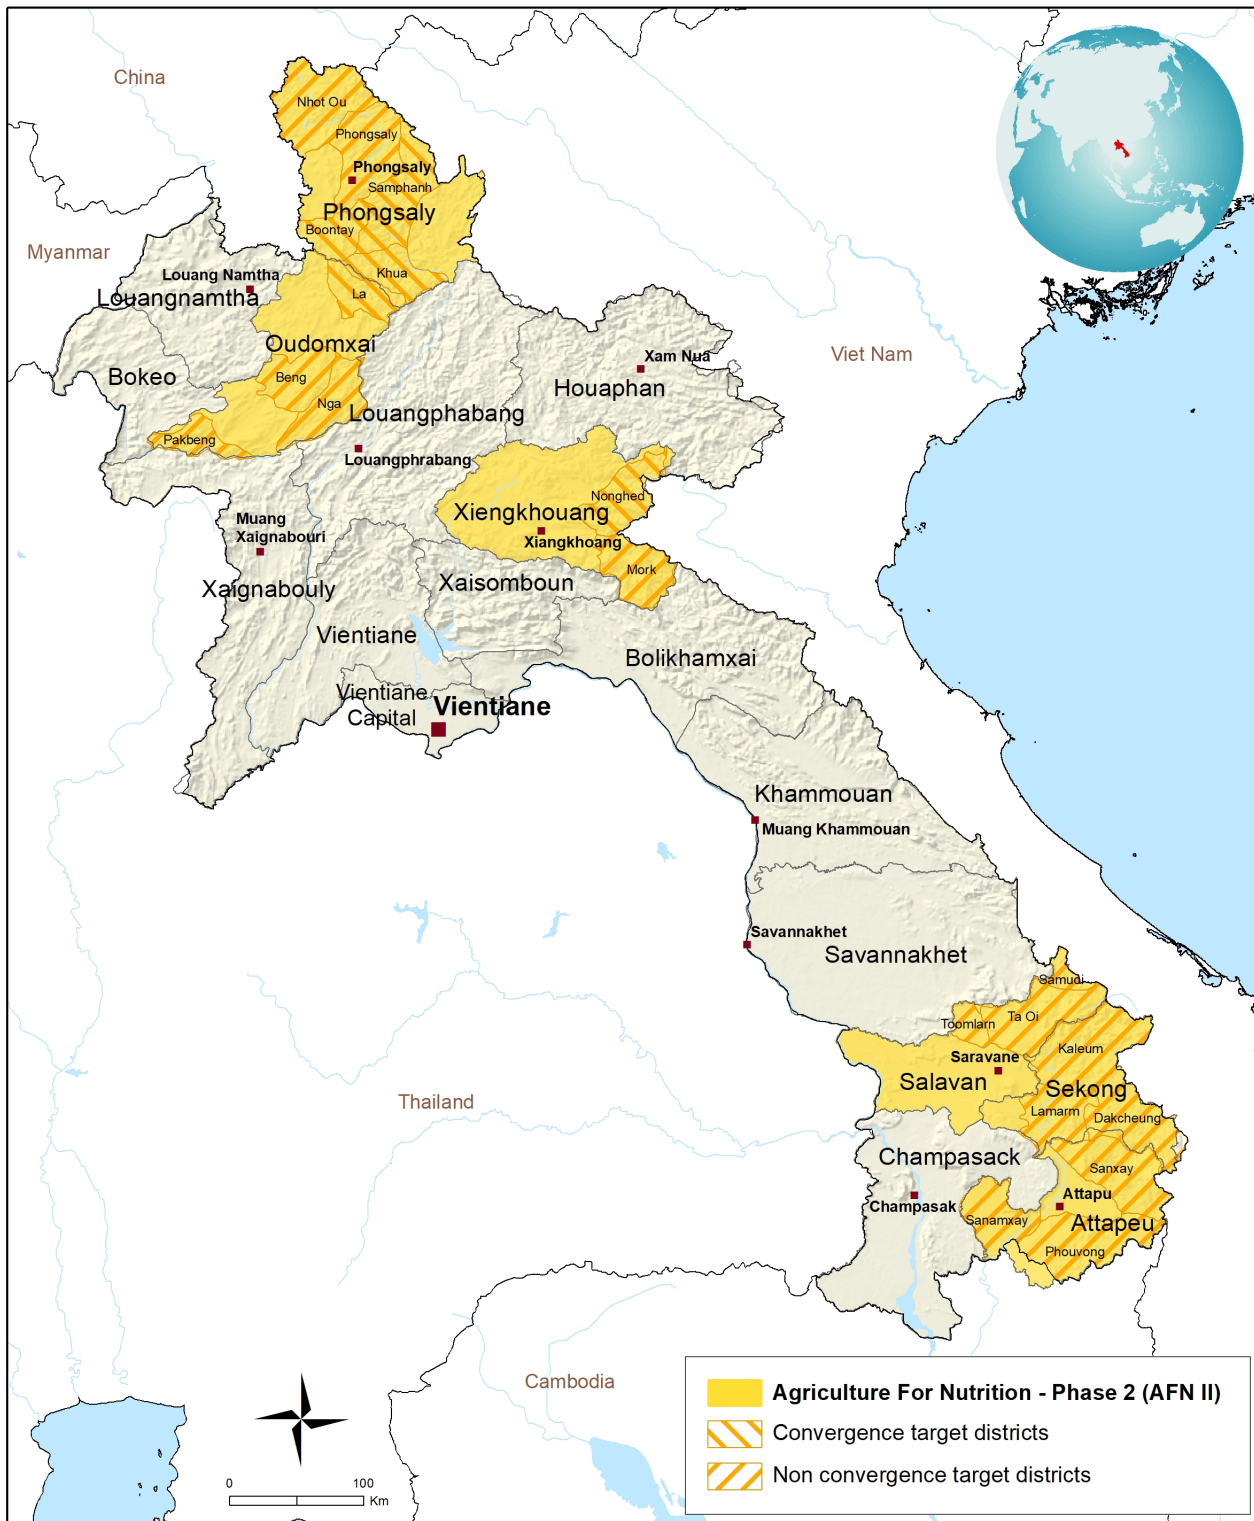 China
Nhot Ou
Phongsaly
Phongsaly
Samphanh
Phongsaly
Boontay
Myanmar
Khua
Louang Namtha
La
Louangnamtha
Oudomxai
Viet Nam
Xam Nua
Bokeo
Beng
Houaphan
Nga
Louangphabang
Pakbeng
Louangphrabang
Nonghed
Xiengkhouang
Muang
Xaignabouri
Xiangkhoang
Mork
Xaisomboun
Xaignabouly
Vientiane
Bolikhamxai
Vientiane
Capital
Vientiane
Khammouan
Muang Khammouan
Savannakhet
Savannakhet
Samuoi
Ta Oi
Toomlarn
Kaleum
Saravane
Salavan
Sekong
Thailand
Lamarm
Dakcheung
Champasack
Sanxay
Attapu
Champasak
Sanamxay
Attapeu
Phouvong
Cambodia
Agriculture For Nutrition - Phase 2 (AFN II)
Convergence target districts
Non convergence target districts
0 100
Km